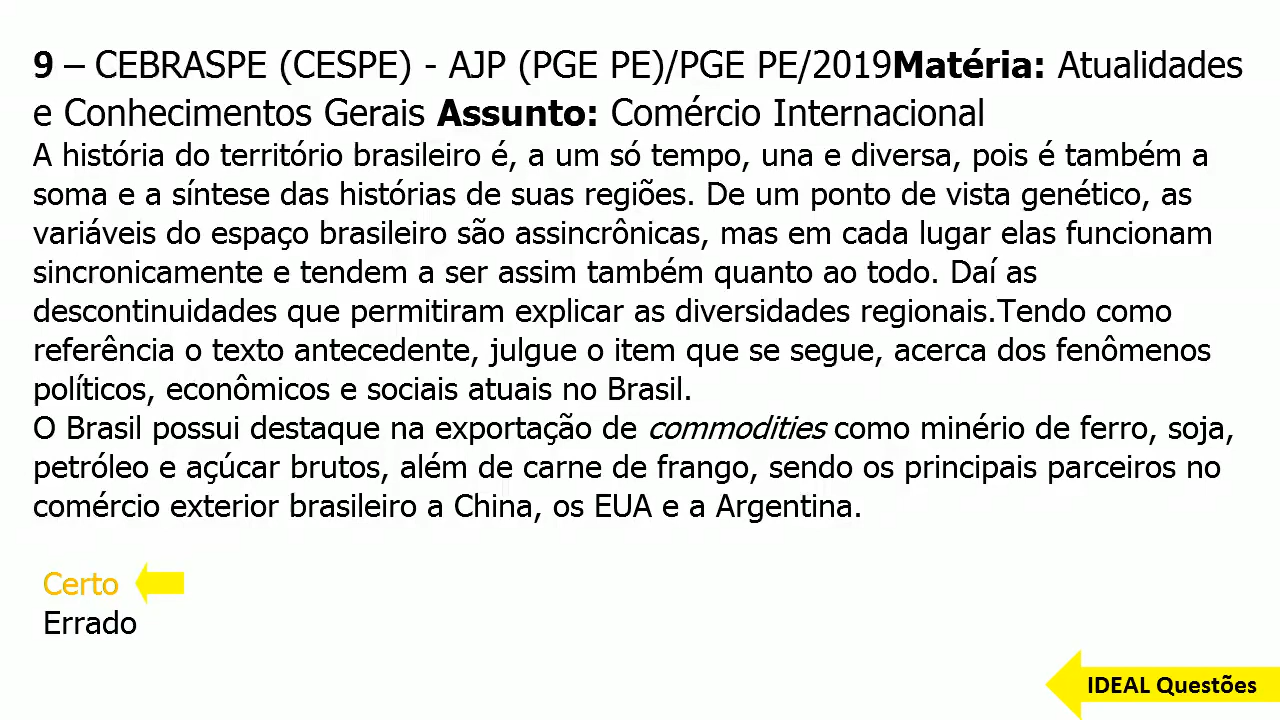 9 – CEBRASPE (CESPE) - AJP (PGE PE)/PGE PE/2019Matéria: Atualidades
e Conhecimentos Gerais Assunto: Comércio Internacional
A história do território brasileiro é, a um só tempo, una e diversa, pois é também a
soma e a síntese das histórias de suas regiões. De um ponto de vista genético, as
variáveis do espaço brasileiro são assincrônicas, mas em cada lugar elas funcionam
sincronicamente e tendem a ser assim também quanto ao todo. Daí as
descontinuidades que permitiram explicar as diversidades regionais.Tendo como
referência o texto antecedente, julgue o item que se segue, acerca dos fenômenos
políticos, econômicos e sociais atuais no Brasil.
O Brasil possui destaque na exportação de commodities como minério de ferro, soja,
petróleo e açúcar brutos, além de carne de frango, sendo os principais parceiros no
comércio exterior brasileiro a China, os EUA e a Argentina.
Certo
Errado
IDEAL Questões